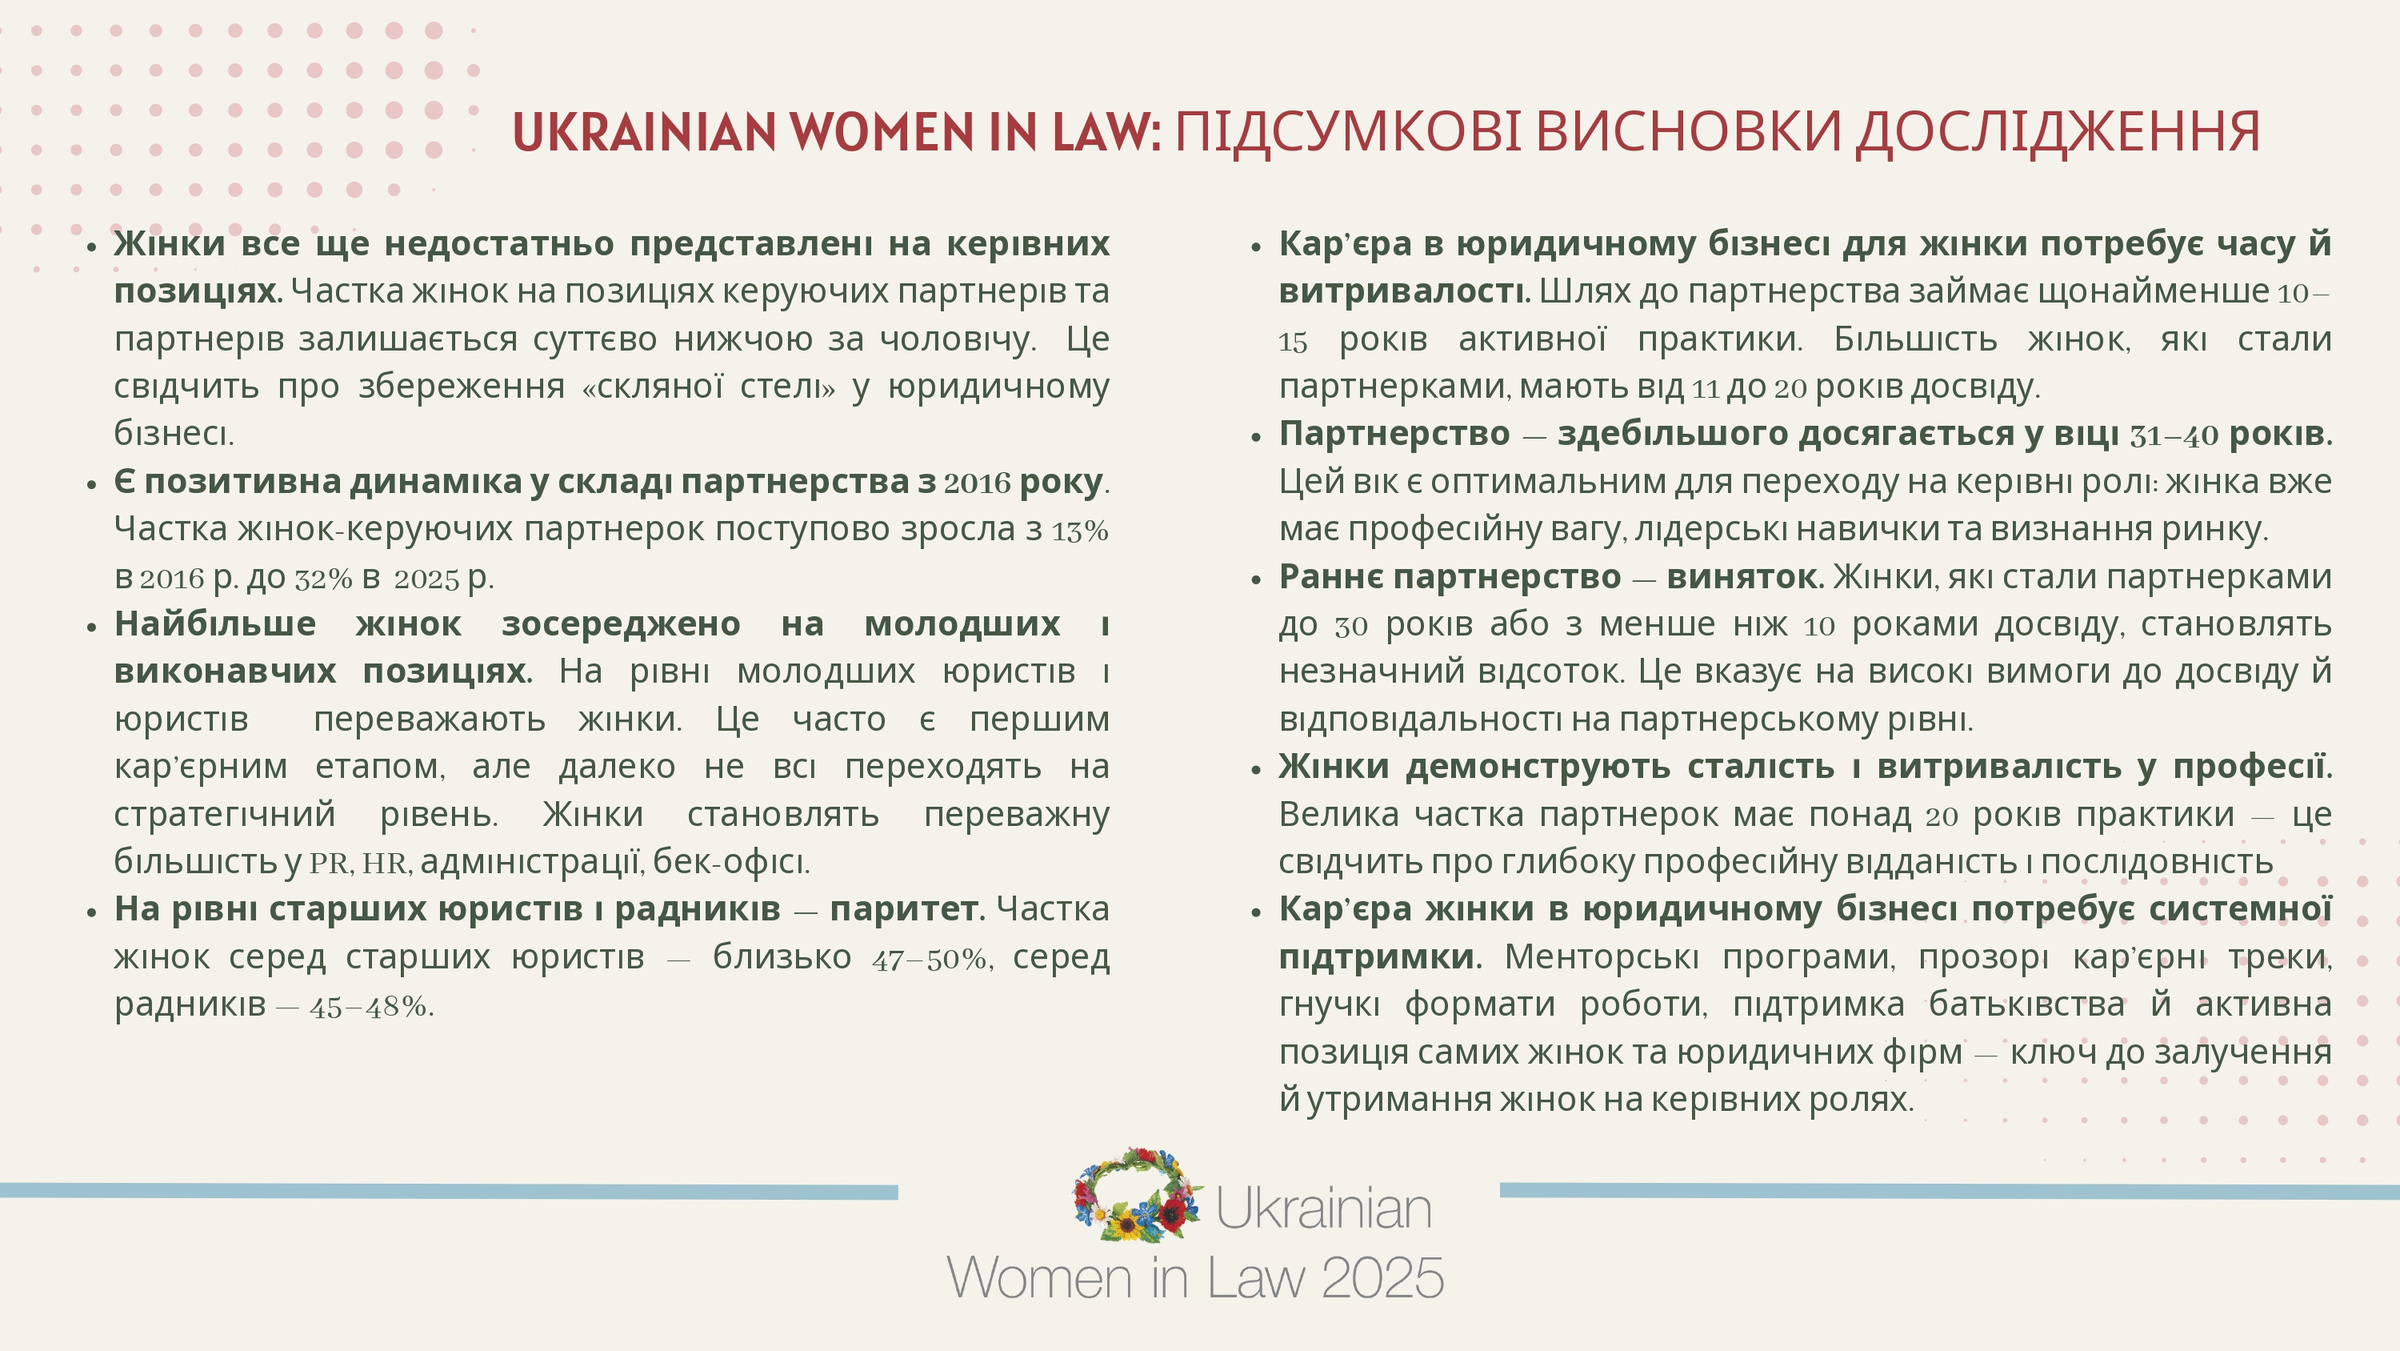 UKRAINIAN WOMEN IN LAW: ПІДСУМКОВІ ВИСНОВКИ ДОСЛІДЖЕННЯ
• Жінки все ще недостатньо представлені на керівних
позиціях. Частка жінок на позиціях керуючих партнерів та
партнерів залишається суттєво нижчою за чоловічу. Це
свідчить про збереження «скляної стелі» у юридичному
бізнесі.
• Є позитивна динаміка у складі партнерства з 2016 року.
Частка жінок-керуючих партнерок поступово зросла з 13%
в 2016 р. до 32% в 2025 р.
• Найбільше жінок зосереджено на молодших і
виконавчих позиціях. На рівні молодших юристів і
юристів переважають жінки. Це часто є першим
кар’єрним етапом, але далеко не всі переходять на
стратегічний рівень. Жінки становлять переважну
більшість у PR, HR, адміністрації, бек-офісі.
• На рівні старших юристів і радників — паритет. Частка
жінок серед старших юристів — близько 47–50%, серед
радників — 45–48%.
• Кар’єра в юридичному бізнесі для жінки потребує часу й
витривалості. Шлях до партнерства займає щонайменше 10–
15 років активної практики. Більшість жінок, які стали
партнерками, мають від 11 до 20 років досвіду.
• Партнерство — здебільшого досягається у віці 31–40 років.
Цей вік є оптимальним для переходу на керівні ролі: жінка вже
має професійну вагу, лідерські навички та визнання ринку.
• Раннє партнерство — виняток. Жінки, які стали партнерками
до 30 років або з менше ніж 10 роками досвіду, становлять
незначний відсоток. Це вказує на високі вимоги до досвіду й
відповідальності на партнерському рівні.
• Жінки демонструють сталість і витривалість у професії.
Велика частка партнерок має понад 20 років практики — це
свідчить про глибоку професійну відданість і послідовність
• Кар’єра жінки в юридичному бізнесі потребує системної
підтримки. Менторські програми, прозорі кар’єрні треки,
гнучкі формати роботи, підтримка батьківства й активна
позиція самих жінок та юридичних фірм — ключ до залучення
й утримання жінок на керівних ролях.
Ukrainian
Women in Law 2025